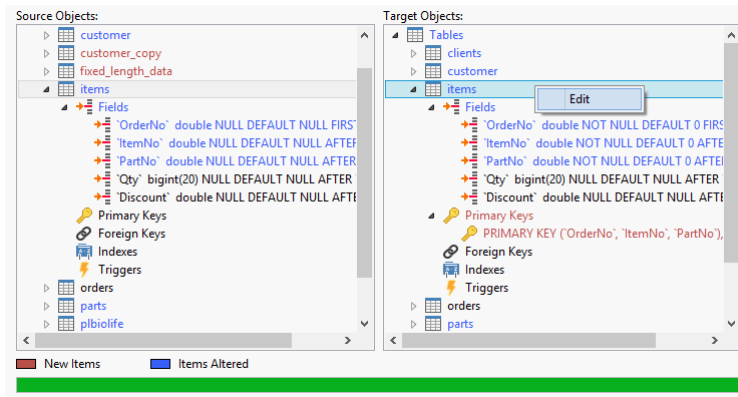 Source Objects:
customer
customer_copy
fixed_length_data
items
Fields
`OrderNo` double NULL DEFAULT NULL FIRS
`ItemNo` double NULL DEFAULT NULL AFTER
`PartNo` double NULL DEFAULT NULL AFTER
`Qty` bigint(20) NULL DEFAULT NULL AFTER
`Discount` double NULL DEFAULT NULL AFTE
Primary Keys
Foreign Keys
Indexes
Triggers
orders
parts
plbiolife
Target Objects:
Tables
clients
customer
items
Edit
Fields
`OrderNo` double NOT NULL DEFAULT 0 FIRS
`ItemNo` double NOT NULL DEFAULT 0 AFTE
`PartNo` double NOT NULL DEFAULT 0 AFTE
`Qty` bigint(20) NULL DEFAULT NULL AFTER
`Discount` double NULL DEFAULT NULL AFTE
Primary Keys
PRIMARY KEY (`OrderNo`, `ItemNo`, `PartNo`),
Foreign Keys
Indexes
Triggers
orders
parts
New Items
Items Altered